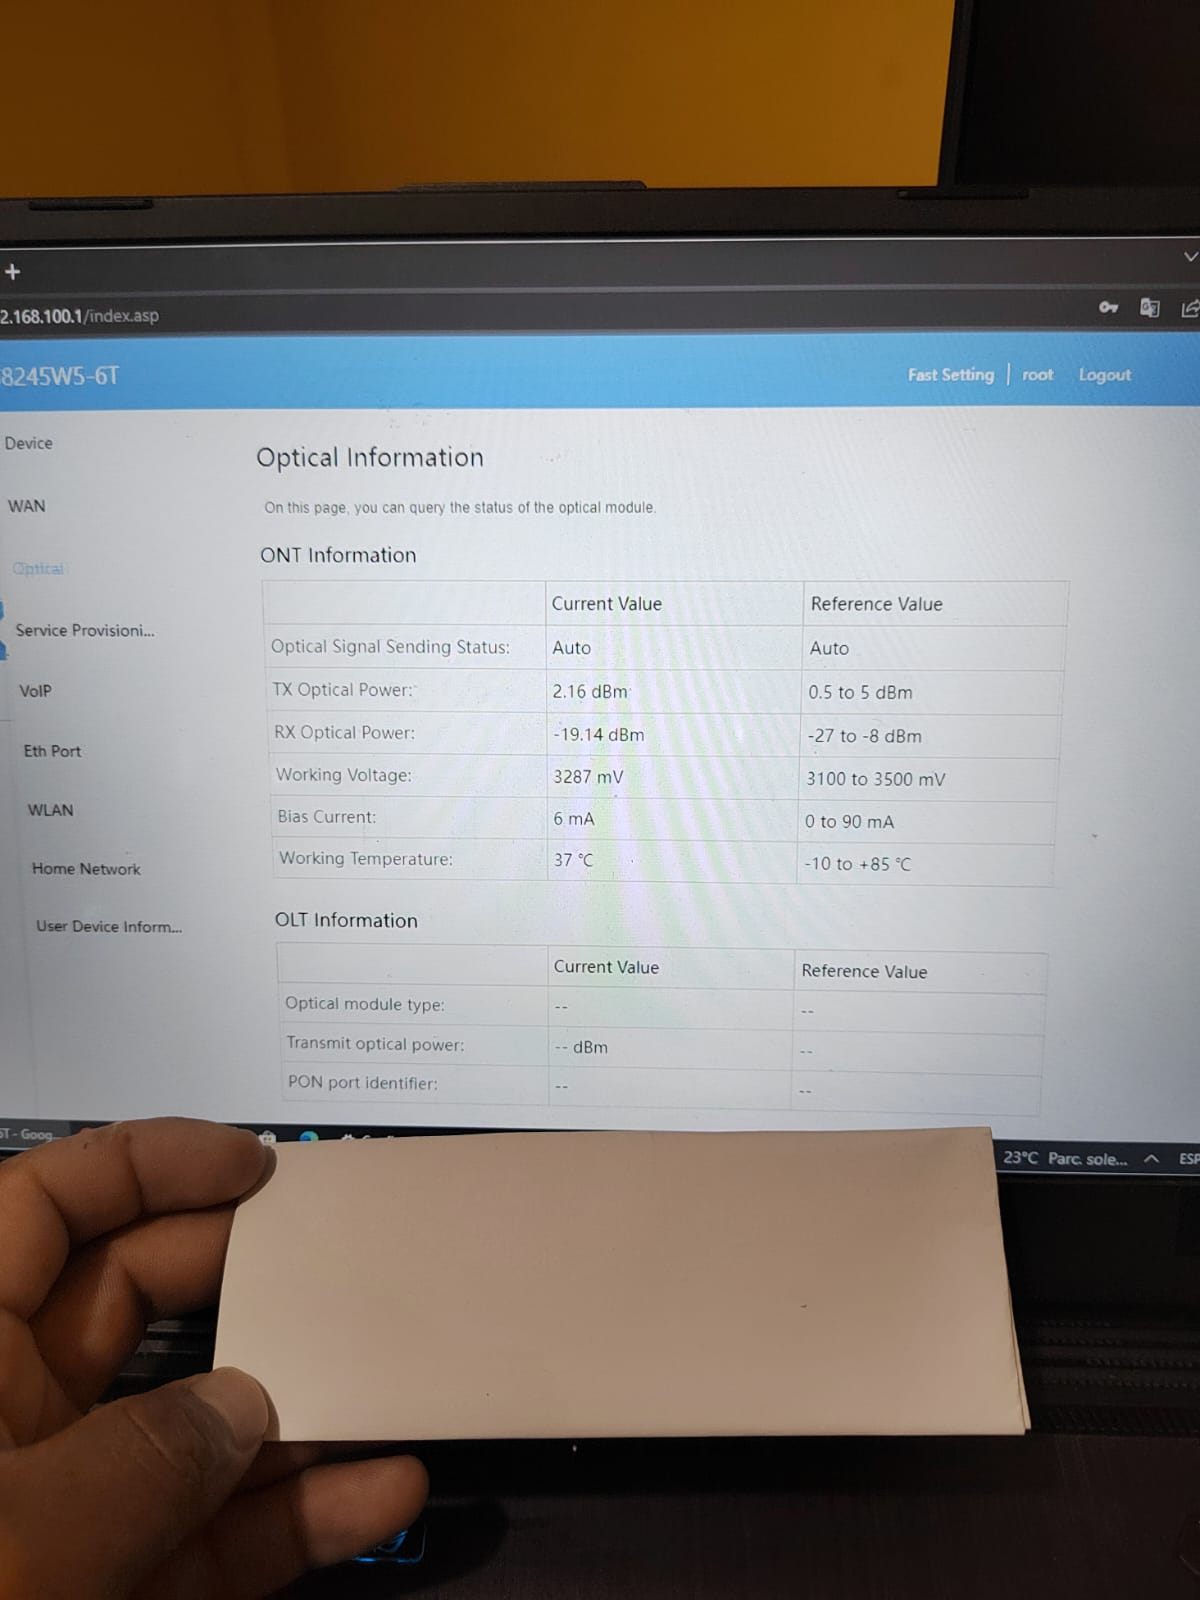 +
2.168.100.1/index.asp
8245W5-6T
Fast Setting | root Logout
Device
WAN
Optical
Service Provisioni...
VoIP
Eth Port
WLAN
Home Network
User Device Inform...
Optical Information
On this page, you can query the status of the optical module.
ONT Information
Current Value Reference Value
Optical Signal Sending Status: Auto Auto
TX Optical Power: 2.16 dBm 0.5 to 5 dBm
RX Optical Power: -19.14 dBm -27 to -8 dBm
Working Voltage: 3287 mV 3100 to 3500 mV
Bias Current: 6 mA 0 to 90 mA
Working Temperature: 37 °C -10 to +85 °C
OLT Information
Current Value Reference Value
Optical module type: -- --
Transmit optical power: -- dBm --
PON port identifier: -- --
6T - Goog...
23°C Parc. sole... ESP